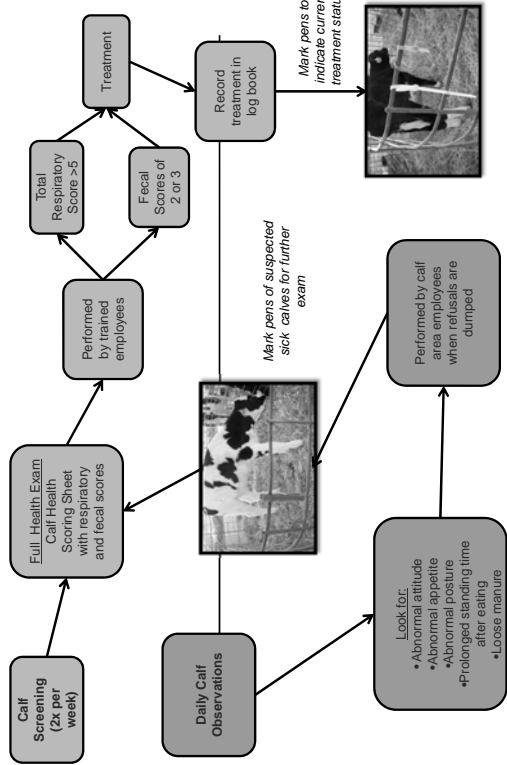 Calf
Screening
(2x per
week)
Full Health Exam
Calf Health
Scoring Sheet
with respiratory
and fecal scores
Performed
by trained
employees
Total
Respiratory
Score >5
Fecal
Scores of
2 or 3
Treatment
Record
treatment in
log book
Mark pens to
indicate curren
treatment statu
Daily Calf
Observations
Look for:
• Abnormal attitude
•Abnormal appetite
•Abnormal posture
•Prolonged standing time
after eating
•Loose manure
Performed by calf
area employees
when refusals are
dumped
Mark pens of suspected
sick calves for further
exam